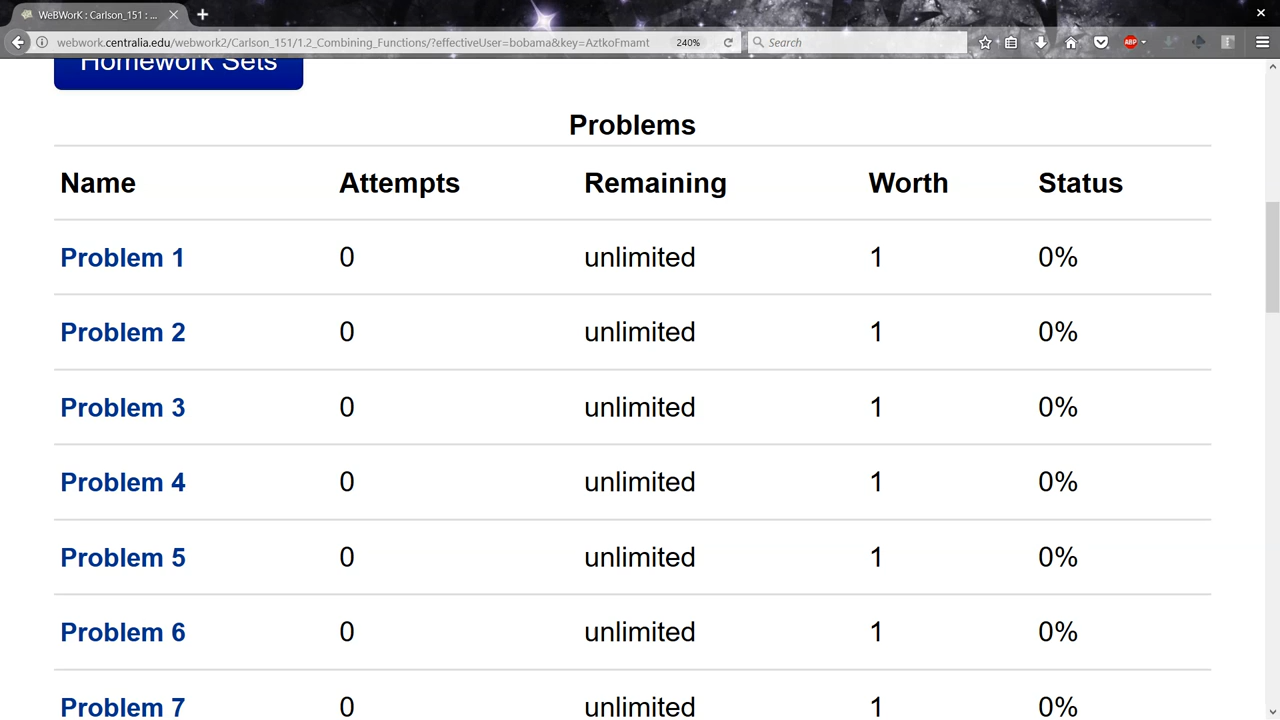 WeBWorK : Carlson_151 : ...
webwork.centralia.edu/webwork2/Carlson_151/1.2_Combining_Functions/?effectiveUser=bobama&key=AztkoFmamt 240% Search ABP
Homework Sets
Problems
Name Attempts Remaining Worth Status
Problem 1 0 unlimited 1 0%
Problem 2 0 unlimited 1 0%
Problem 3 0 unlimited 1 0%
Problem 4 0 unlimited 1 0%
Problem 5 0 unlimited 1 0%
Problem 6 0 unlimited 1 0%
Problem 7 0 unlimited 1 0%